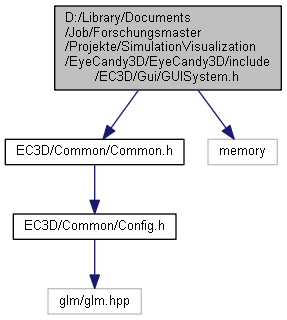 D:/Library/Documents
/Job/Forschungsmaster
/Projekte/SimulationVisualization
/EyeCandy3D/EyeCandy3D/include
/EC3D/Gui/GUISystem.h
EC3D/Common/Common.h
memory
EC3D/Common/Config.h
glm/glm.hpp